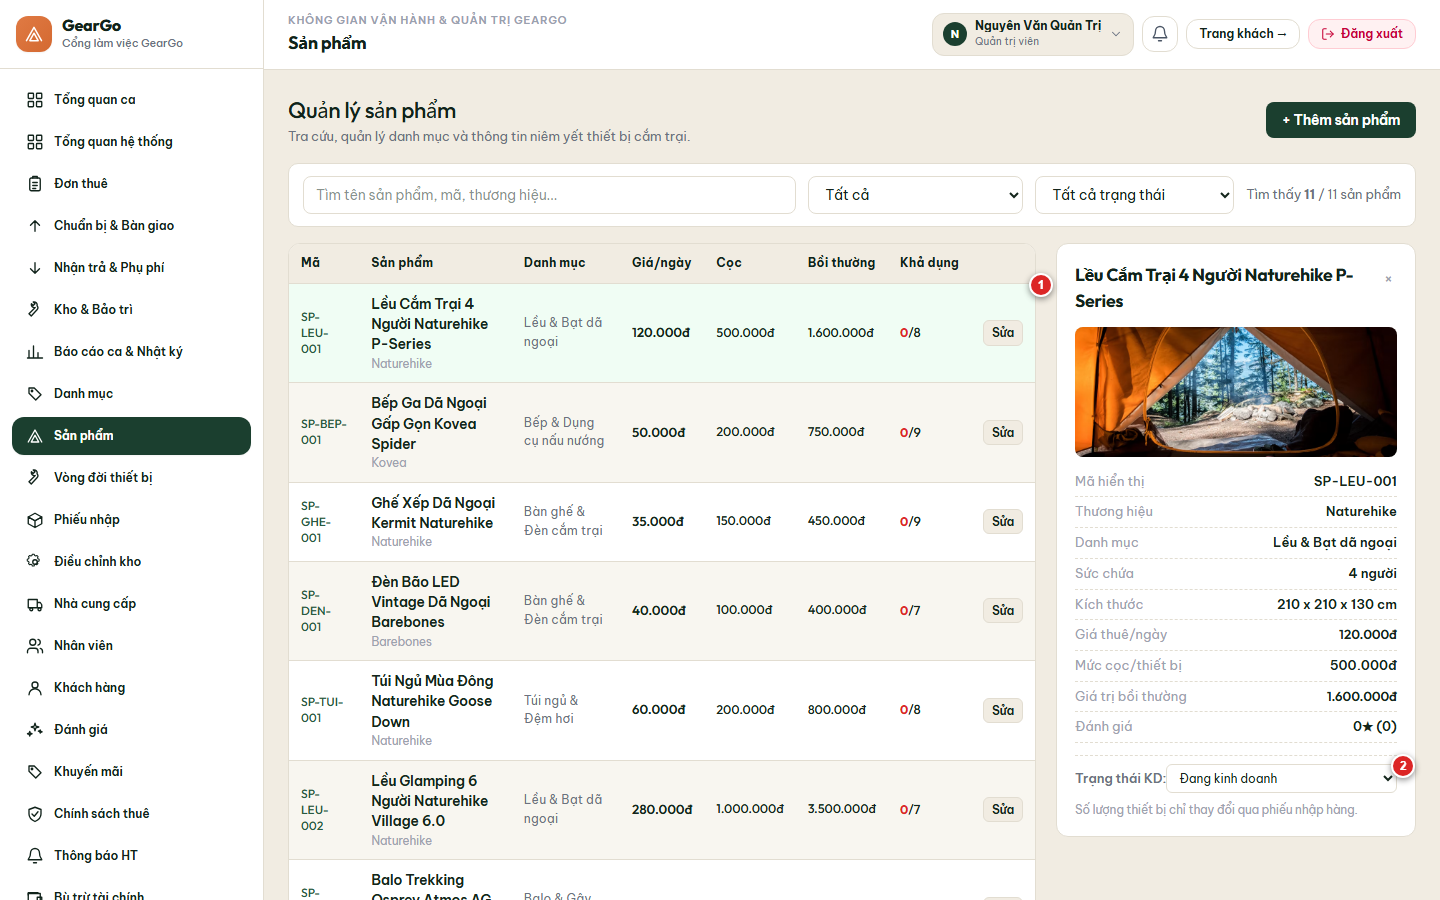 GearGo
Cổng làm việc GearGo
KHÔNG GIAN VẬN HÀNH & QUẢN TRỊ GEARGO
Sản phẩm
N
Nguyễn Văn Quản Trị
Quản trị viên
Trang khách →
Đăng xuất
Tổng quan ca
Tổng quan hệ thống
Đơn thuê
Chuẩn bị & Bàn giao
Nhận trả & Phụ phí
Kho & Bảo trì
Báo cáo ca & Nhật ký
Danh mục
Sản phẩm
Vòng đời thiết bị
Phiếu nhập
Điều chỉnh kho
Nhà cung cấp
Nhân viên
Khách hàng
Đánh giá
Khuyến mãi
Chính sách thuê
Thông báo HT
Bù trừ tài chính
Quản lý sản phẩm
Tra cứu, quản lý danh mục và thông tin niêm yết thiết bị cắm trại.
+ Thêm sản phẩm
Tìm tên sản phẩm, mã, thương hiệu...
Tất cả
Tất cả trạng thái
Tìm thấy 11 / 11 sản phẩm
Mã Sản phẩm Danh mục Giá/ngày Cọc Bồi thường Khả dụng
SP-
LEU-
001
Lều Cắm Trại 4
Người Naturehike
P-Series
Naturehike
Lều & Bạt dã
ngoại
120.000đ 500.000đ 1.600.000đ 0/8 Sửa
SP-BEP-
001
Bếp Ga Dã Ngoại
Gấp Gọn Kovea
Spider
Kovea
Bếp & Dụng
cụ nấu nướng
50.000đ 200.000đ 750.000đ 0/9 Sửa
SP-
GHE-
001
Ghế Xếp Dã Ngoại
Kermit Naturehike
Naturehike
Bàn ghế &
Đèn cắm trại
35.000đ 150.000đ 450.000đ 0/9 Sửa
SP-
DEN-
001
Đèn Bão LED
Vintage Dã Ngoại
Barebones
Barebones
Bàn ghế &
Đèn cắm trại
40.000đ 100.000đ 400.000đ 0/7 Sửa
SP-TUI-
001
Túi Ngủ Mùa Đông
Naturehike Goose
Down
Naturehike
Túi ngủ &
Đệm hơi
60.000đ 200.000đ 800.000đ 0/8 Sửa
SP-
LEU-
002
Lều Glamping 6
Người Naturehike
Village 6.0
Naturehike
Lều & Bạt dã
ngoại
280.000đ 1.000.000đ 3.500.000đ 0/7 Sửa
SP-
Balo Trekking
Osprey Atmos AG
Balo & Gậy
1
Lều Cắm Trại 4 Người Naturehike P-
Series
×
Mã hiển thị SP-LEU-001
Thương hiệu Naturehike
Danh mục Lều & Bạt dã ngoại
Sức chứa 4 người
Kích thước 210 x 210 x 130 cm
Giá thuê/ngày 120.000đ
Mức cọc/thiết bị 500.000đ
Giá trị bồi thường 1.600.000đ
Đánh giá 0★ (0)
2
Trạng thái KD: Đang kinh doanh
Số lượng thiết bị chỉ thay đổi qua phiếu nhập hàng.